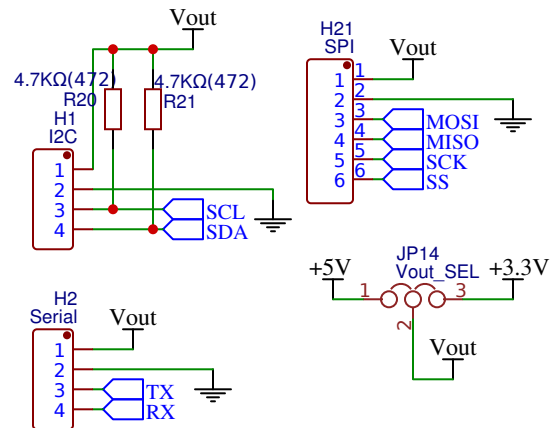 Vout
4.7KΩ(472)
4.7KΩ(472)
R20
R21
H1
I2C
1
2
3
4
SCL
SDA
H21
SPI
Vout
1
1
2
2
3
3
MOSI
4
4
MISO
5
5
SCK
6
6
SS
H2
Serial
Vout
1
2
3
4
TX
RX
JP14
Vout_SEL
+5V
+3.3V
1
3
2
Vout